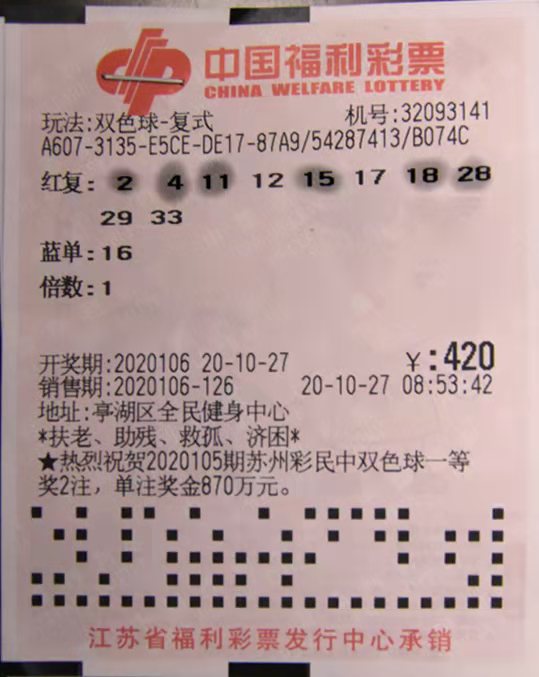 中国福利彩票
CHINA WELFARE LOTTERY
玩法:双色球-复式 机号:32093141
A607-3135-E5CE-DE17-87A9/54287413/B074C
红复: 2 4 11 12 15 17 18 28
29 33
蓝单:16
倍数:1
开奖期:2020106 20-10-27 ¥:420
销售期:2020106-126 20-10-27 08:53:42
地址:亭湖区全民健身中心
*扶老、助残、救孤、济困*
★热烈祝贺2020105期苏州彩民中双色球一等
奖2注，单注奖金870万元。
江苏省福利彩票发行中心承销